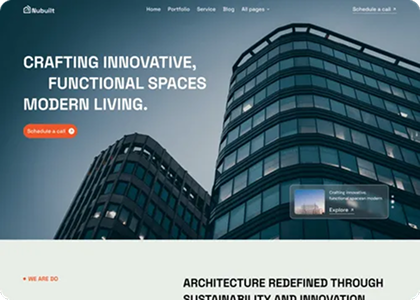 Nubuilt
Home Portfolio Service Blog All pages
Schedule a call
CRAFTING INNOVATIVE,
FUNCTIONAL SPACES
MODERN LIVING.
Schedule a call
Crafting innovative,
functional spaces modern
Explore
WE ARE DO
ARCHITECTURE REDEFINED THROUGH
SUSTAINABILITY AND INNOVATION